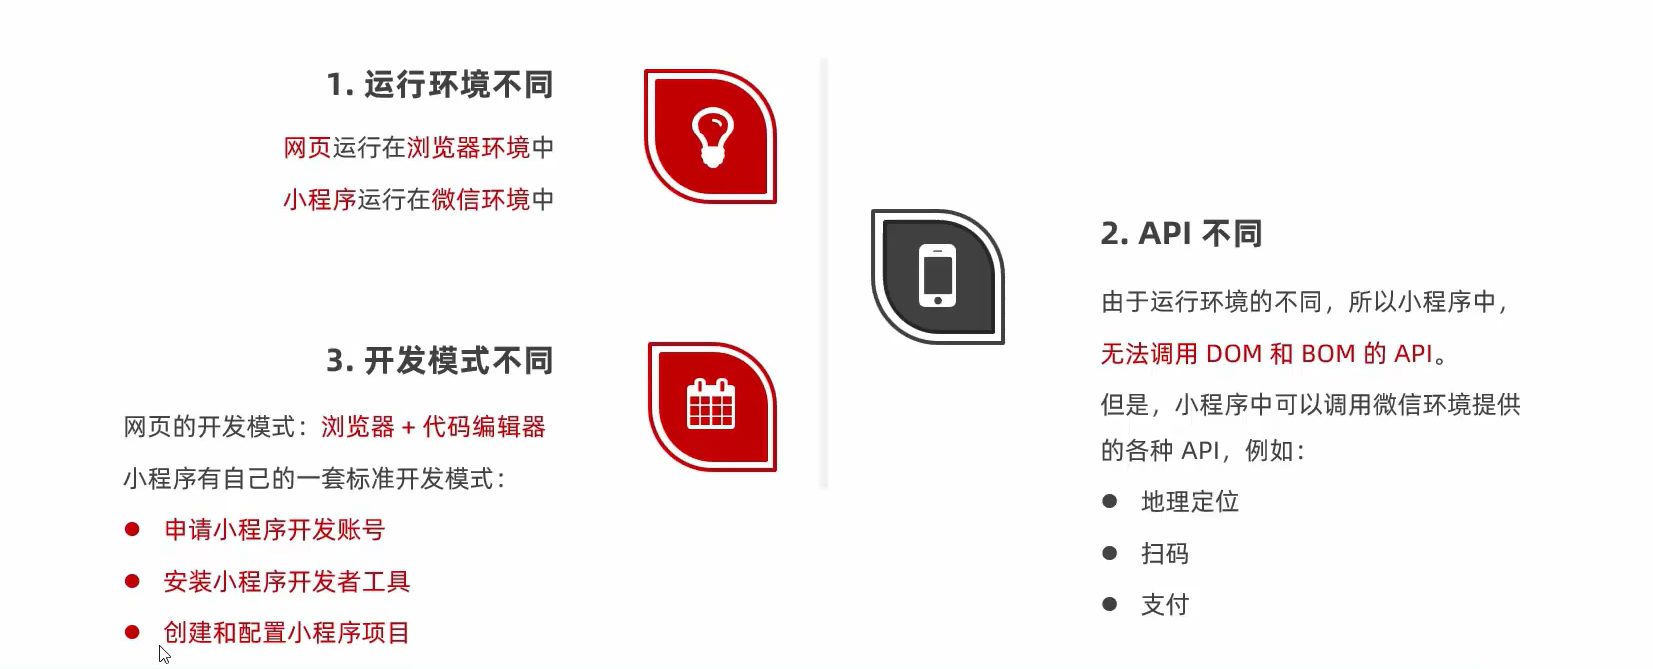 1. 运行环境不同
网页运行在浏览器环境中
小程序运行在微信环境中
2. API 不同
由于运行环境的不同，所以小程序中，
无法调用 DOM 和 BOM 的 API。
但是，小程序中可以调用微信环境提供
的各种 API，例如：
● 地理定位
● 扫码
● 支付
3. 开发模式不同
网页的开发模式：浏览器 + 代码编辑器
小程序有自己的一套标准开发模式：
● 申请小程序开发账号
● 安装小程序开发者工具
● 创建和配置小程序项目